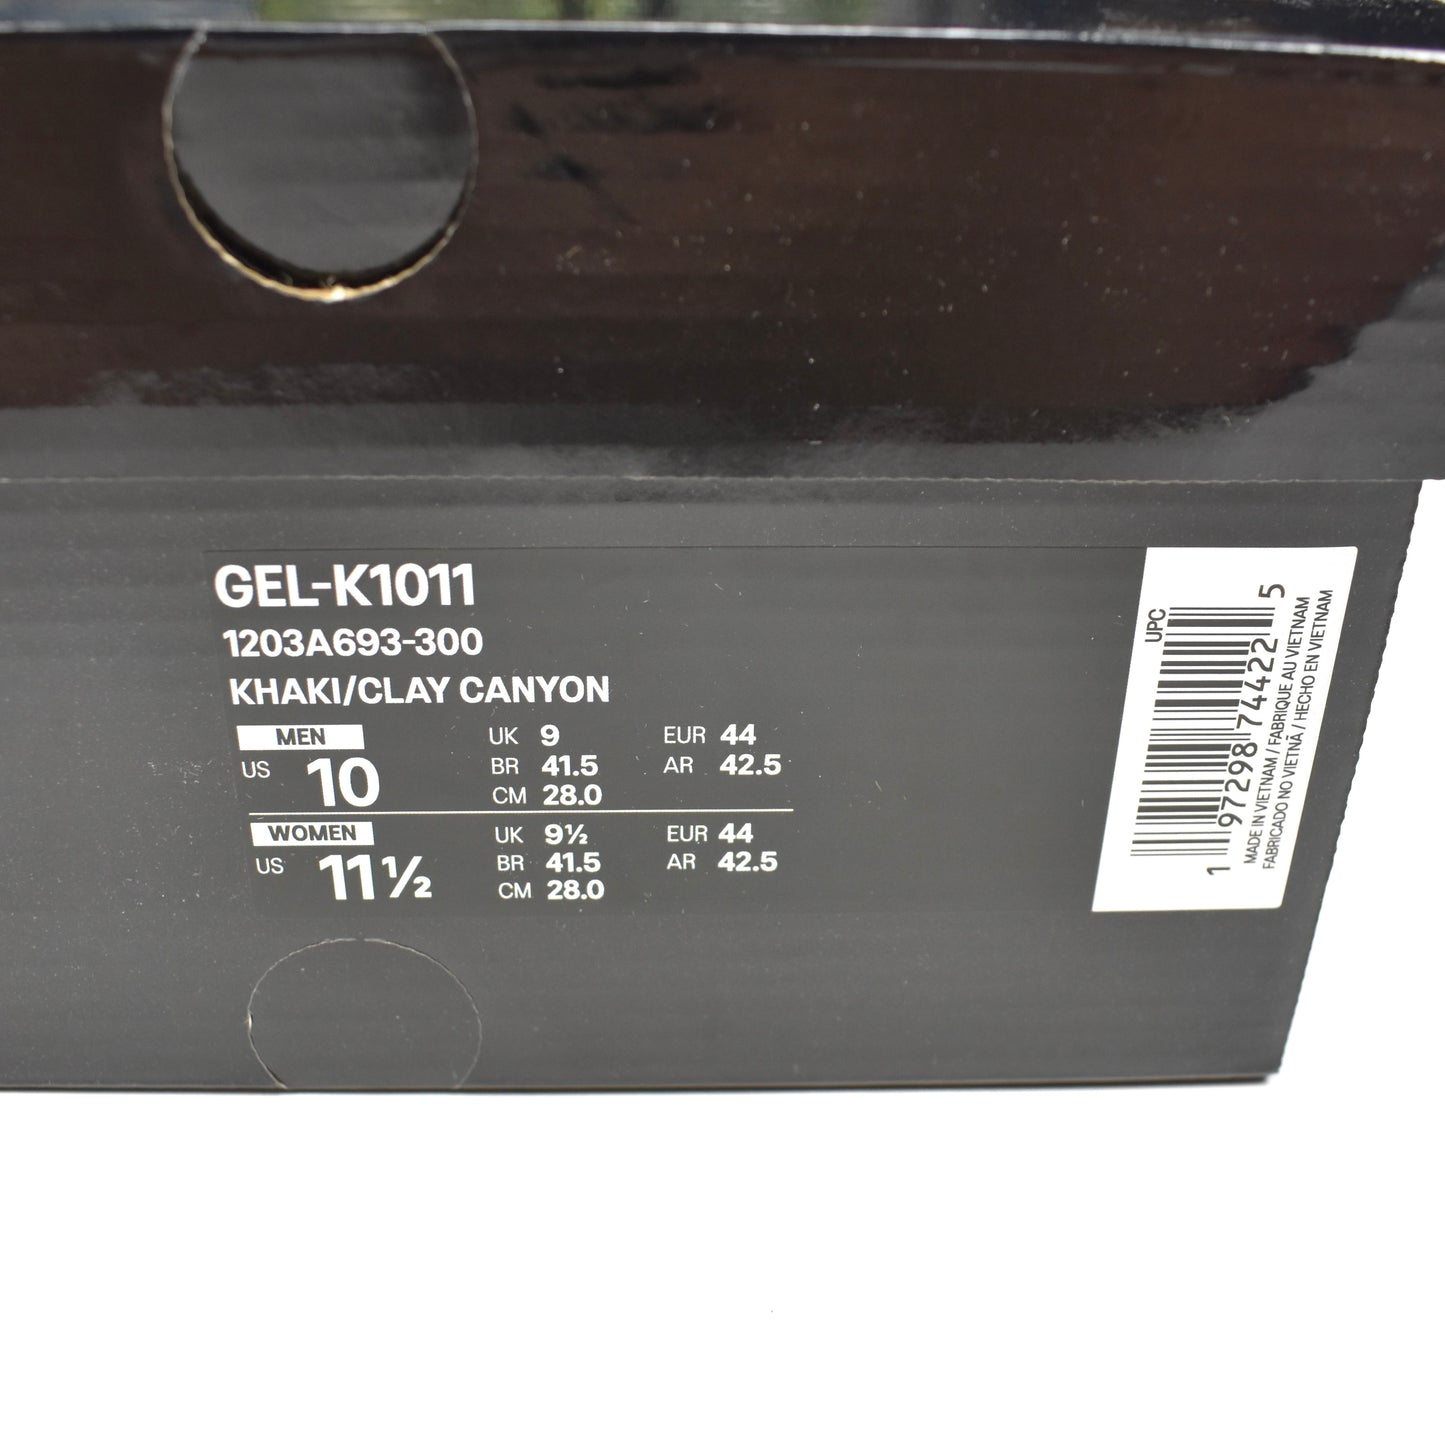 GEL-K1011
1203A693-300
KHAKI/CLAY CANYON
MEN
US 10
UK 9 EUR 44
BR 41.5 AR 42.5
CM 28.0
WOMEN
US 11½
UK 9½ EUR 44
BR 41.5 AR 42.5
CM 28.0
UPC
1 97298 74422 5
MADE IN VIETNAM / FABRIQUE AU VIETNAM
FABRICADO NO VIETNÃ / HECHO EN VIETNAM